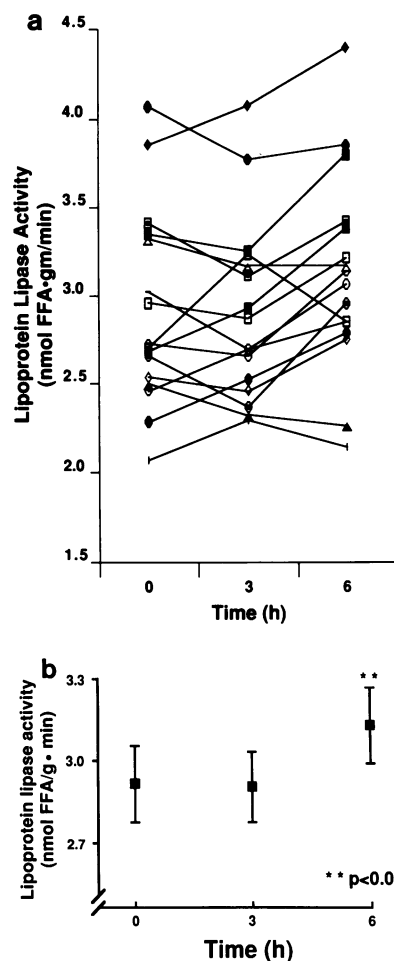 a
Lipoprotein Lipase Activity
(nmol FFA•gm/min)
4.5
4.0
3.5
3.0
2.5
2.0
1.5
0 3 6
Time (h)
b
Lipoprotein lipase activity
(nmol FFA/g • min)
3.3
3.0
2.7
* *
* * p<0.0
0 3 6
Time (h)